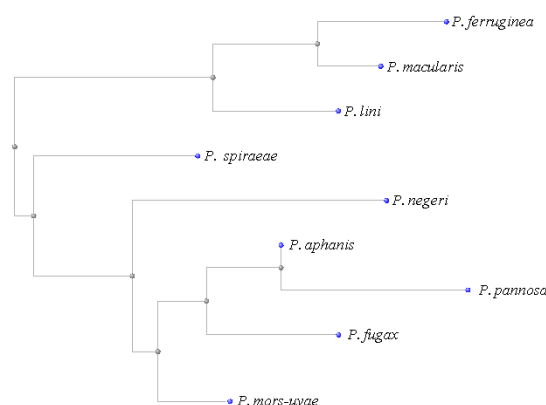 P. ferruginea
P. macularis
P. lini
P. spiraeae
P. negeri
P. aphanis
P. pannosa
P. fugax
P. mors-uvae